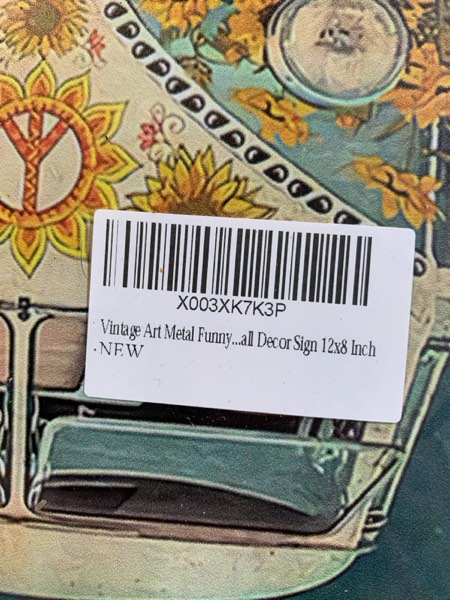 X003XK7K3P
Vintage Art Metal Funny...all Decor Sign 12x8 Inch
.NEW